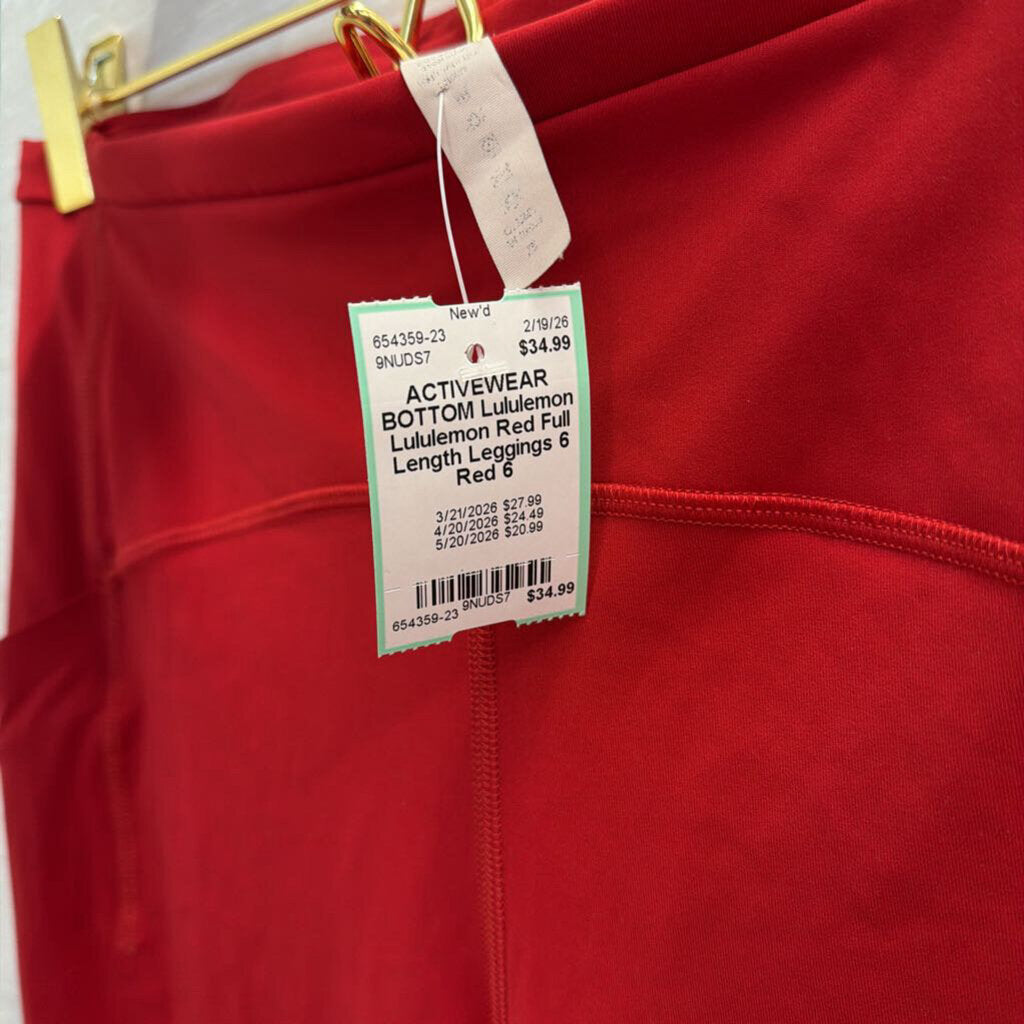 New'd
654359-23 2/19/26
9NUDS7 $34.99
ACTIVEWEAR
BOTTOM Lululemon
Lululemon Red Full
Length Leggings 6
Red 6
3/21/2026 $27.99
4/20/2026 $24.49
5/20/2026 $20.99
654359-23 9NUDS7 $34.99